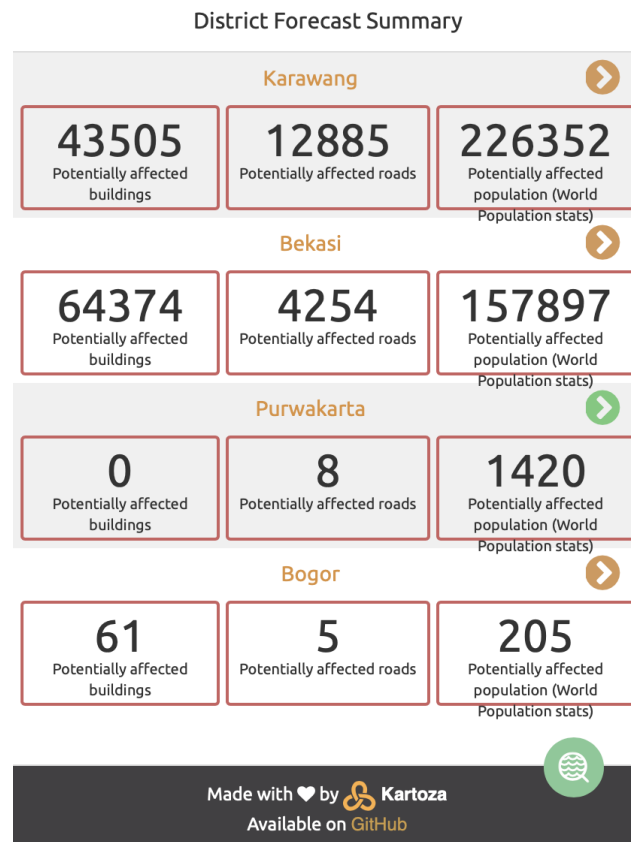 District Forecast Summary
Karawang
43505
Potentially affected
buildings
12885
Potentially affected roads
226352
Potentially affected
population (World
Population stats)
Bekasi
64374
Potentially affected
buildings
4254
Potentially affected roads
157897
Potentially affected
population (World
Population stats)
Purwakarta
0
Potentially affected
buildings
8
Potentially affected roads
1420
Potentially affected
population (World
Population stats)
Bogor
61
Potentially affected
buildings
5
Potentially affected roads
205
Potentially affected
population (World
Population stats)
Made with ♥ by Kartoza
Available on GitHub